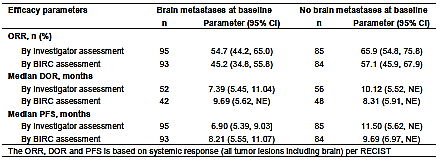 Efficacy parameters Brain metastases at baseline No brain metastases at baseline
n Parameter (95% CI) n Parameter (95% CI)
ORR, n (%)
By Investigator assessment 95 54.7 (44.2, 65.0) 85 65.9 (54.8, 75.8)
By BIRC assessment 93 45.2 (34.8, 55.8) 84 57.1 (45.9, 67.9)
Median DOR, months
By Investigator assessment 52 7.39 (5.45, 11.04) 56 10.12 (5.52, NE)
By BIRC assessment 42 9.69 (5.62, NE) 48 8.31 (5.91, NE)
Median PFS, months
By Investigator assessment 95 6.90 (5.39, 9.03) 85 11.50 (5.62, NE)
By BIRC assessment 93 8.21 (5.55, 11.07) 84 9.69 (6.97, NE)
The ORR, DOR and PFS is based on systemic response (all tumor lesions including brain) per RECIST